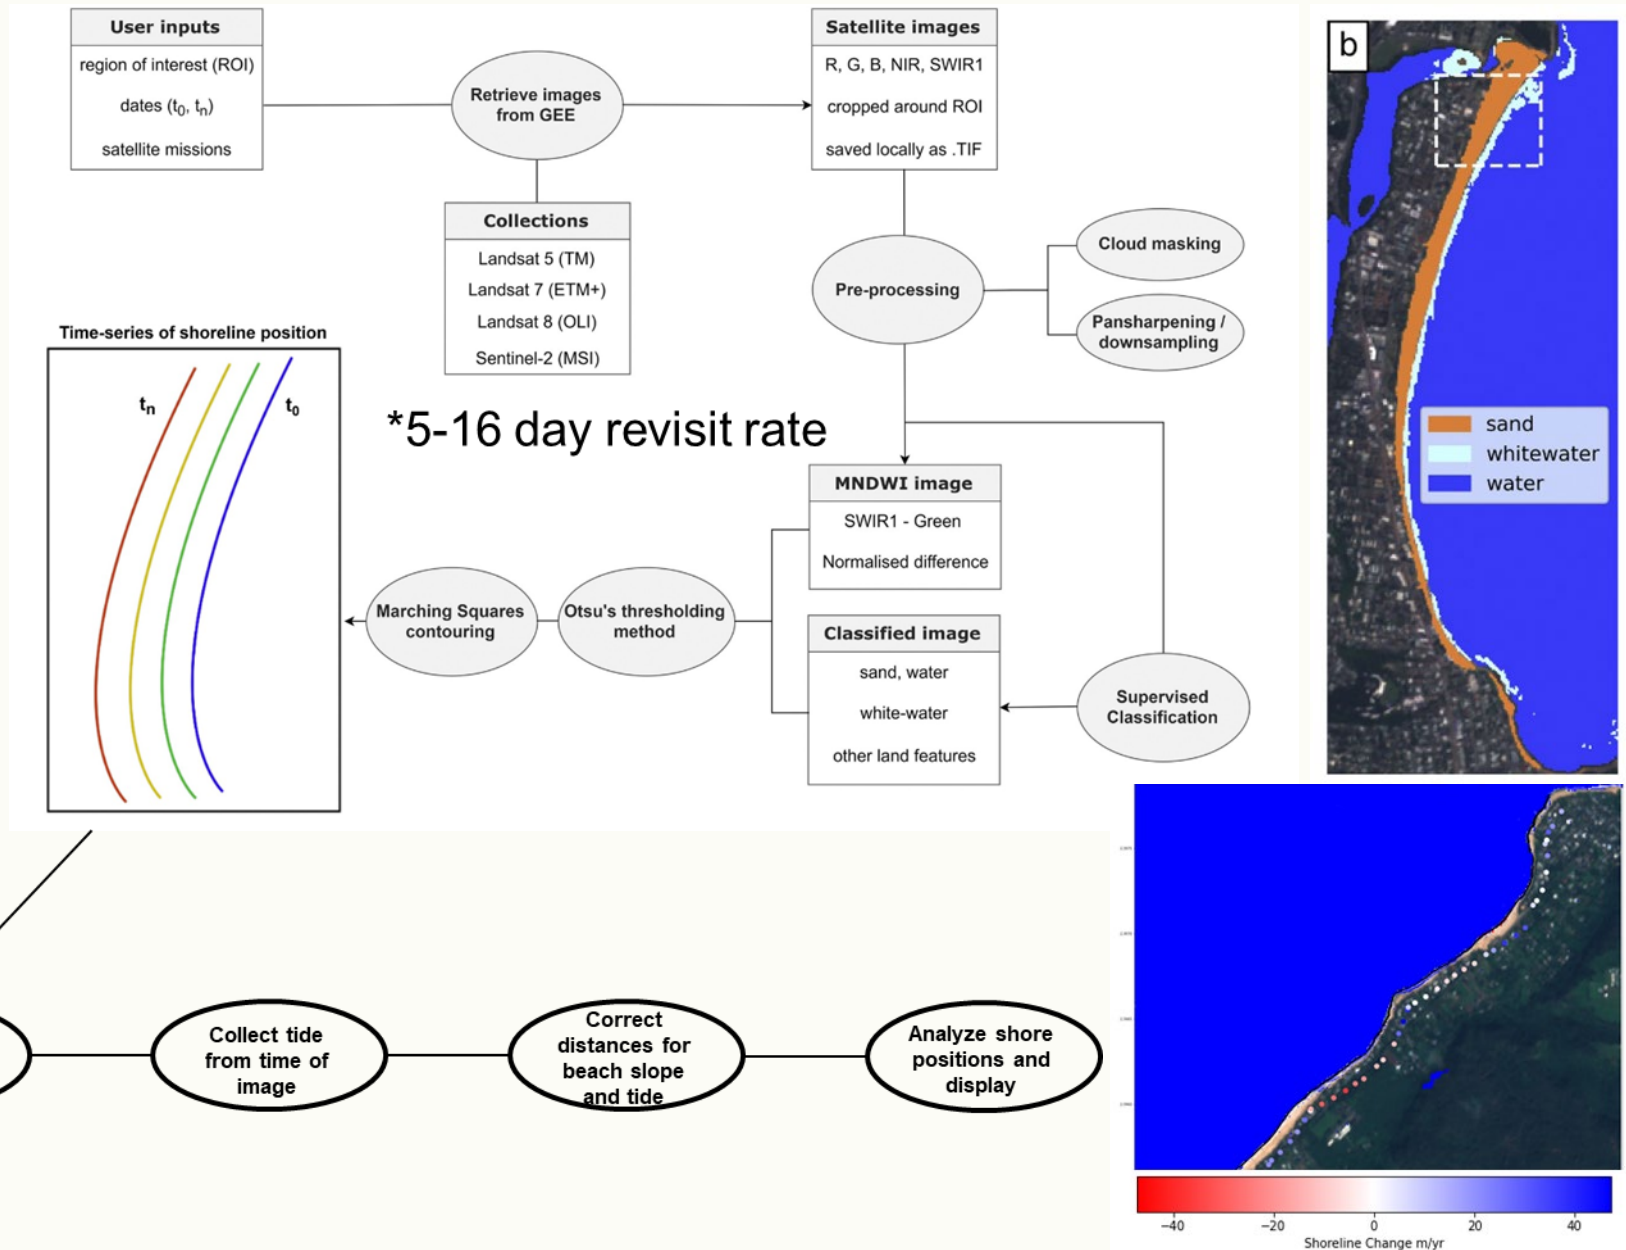 User inputs
region of interest (ROI)
dates (t0, tn)
satellite missions
Retrieve images
from GEE
Satellite images
R, G, B, NIR, SWIR1
cropped around ROI
saved locally as .TIF
Collections
Landsat 5 (TM)
Landsat 7 (ETM+)
Landsat 8 (OLI)
Sentinel-2 (MSI)
Pre-processing
Cloud masking
Pansharpening /
downsampling
Time-series of shoreline position
tn
t0
*5-16 day revisit rate
MNDWI image
SWIR1 - Green
Normalised difference
Marching Squares
contouring
Otsu's thresholding
method
Classified image
sand, water
white-water
other land features
Supervised
Classification
b
sand
whitewater
water
Collect tide
from time of
image
Correct
distances for
beach slope
and tide
Analyze shore
positions and
display
−40
−20
0
20
40
Shoreline Change m/yr